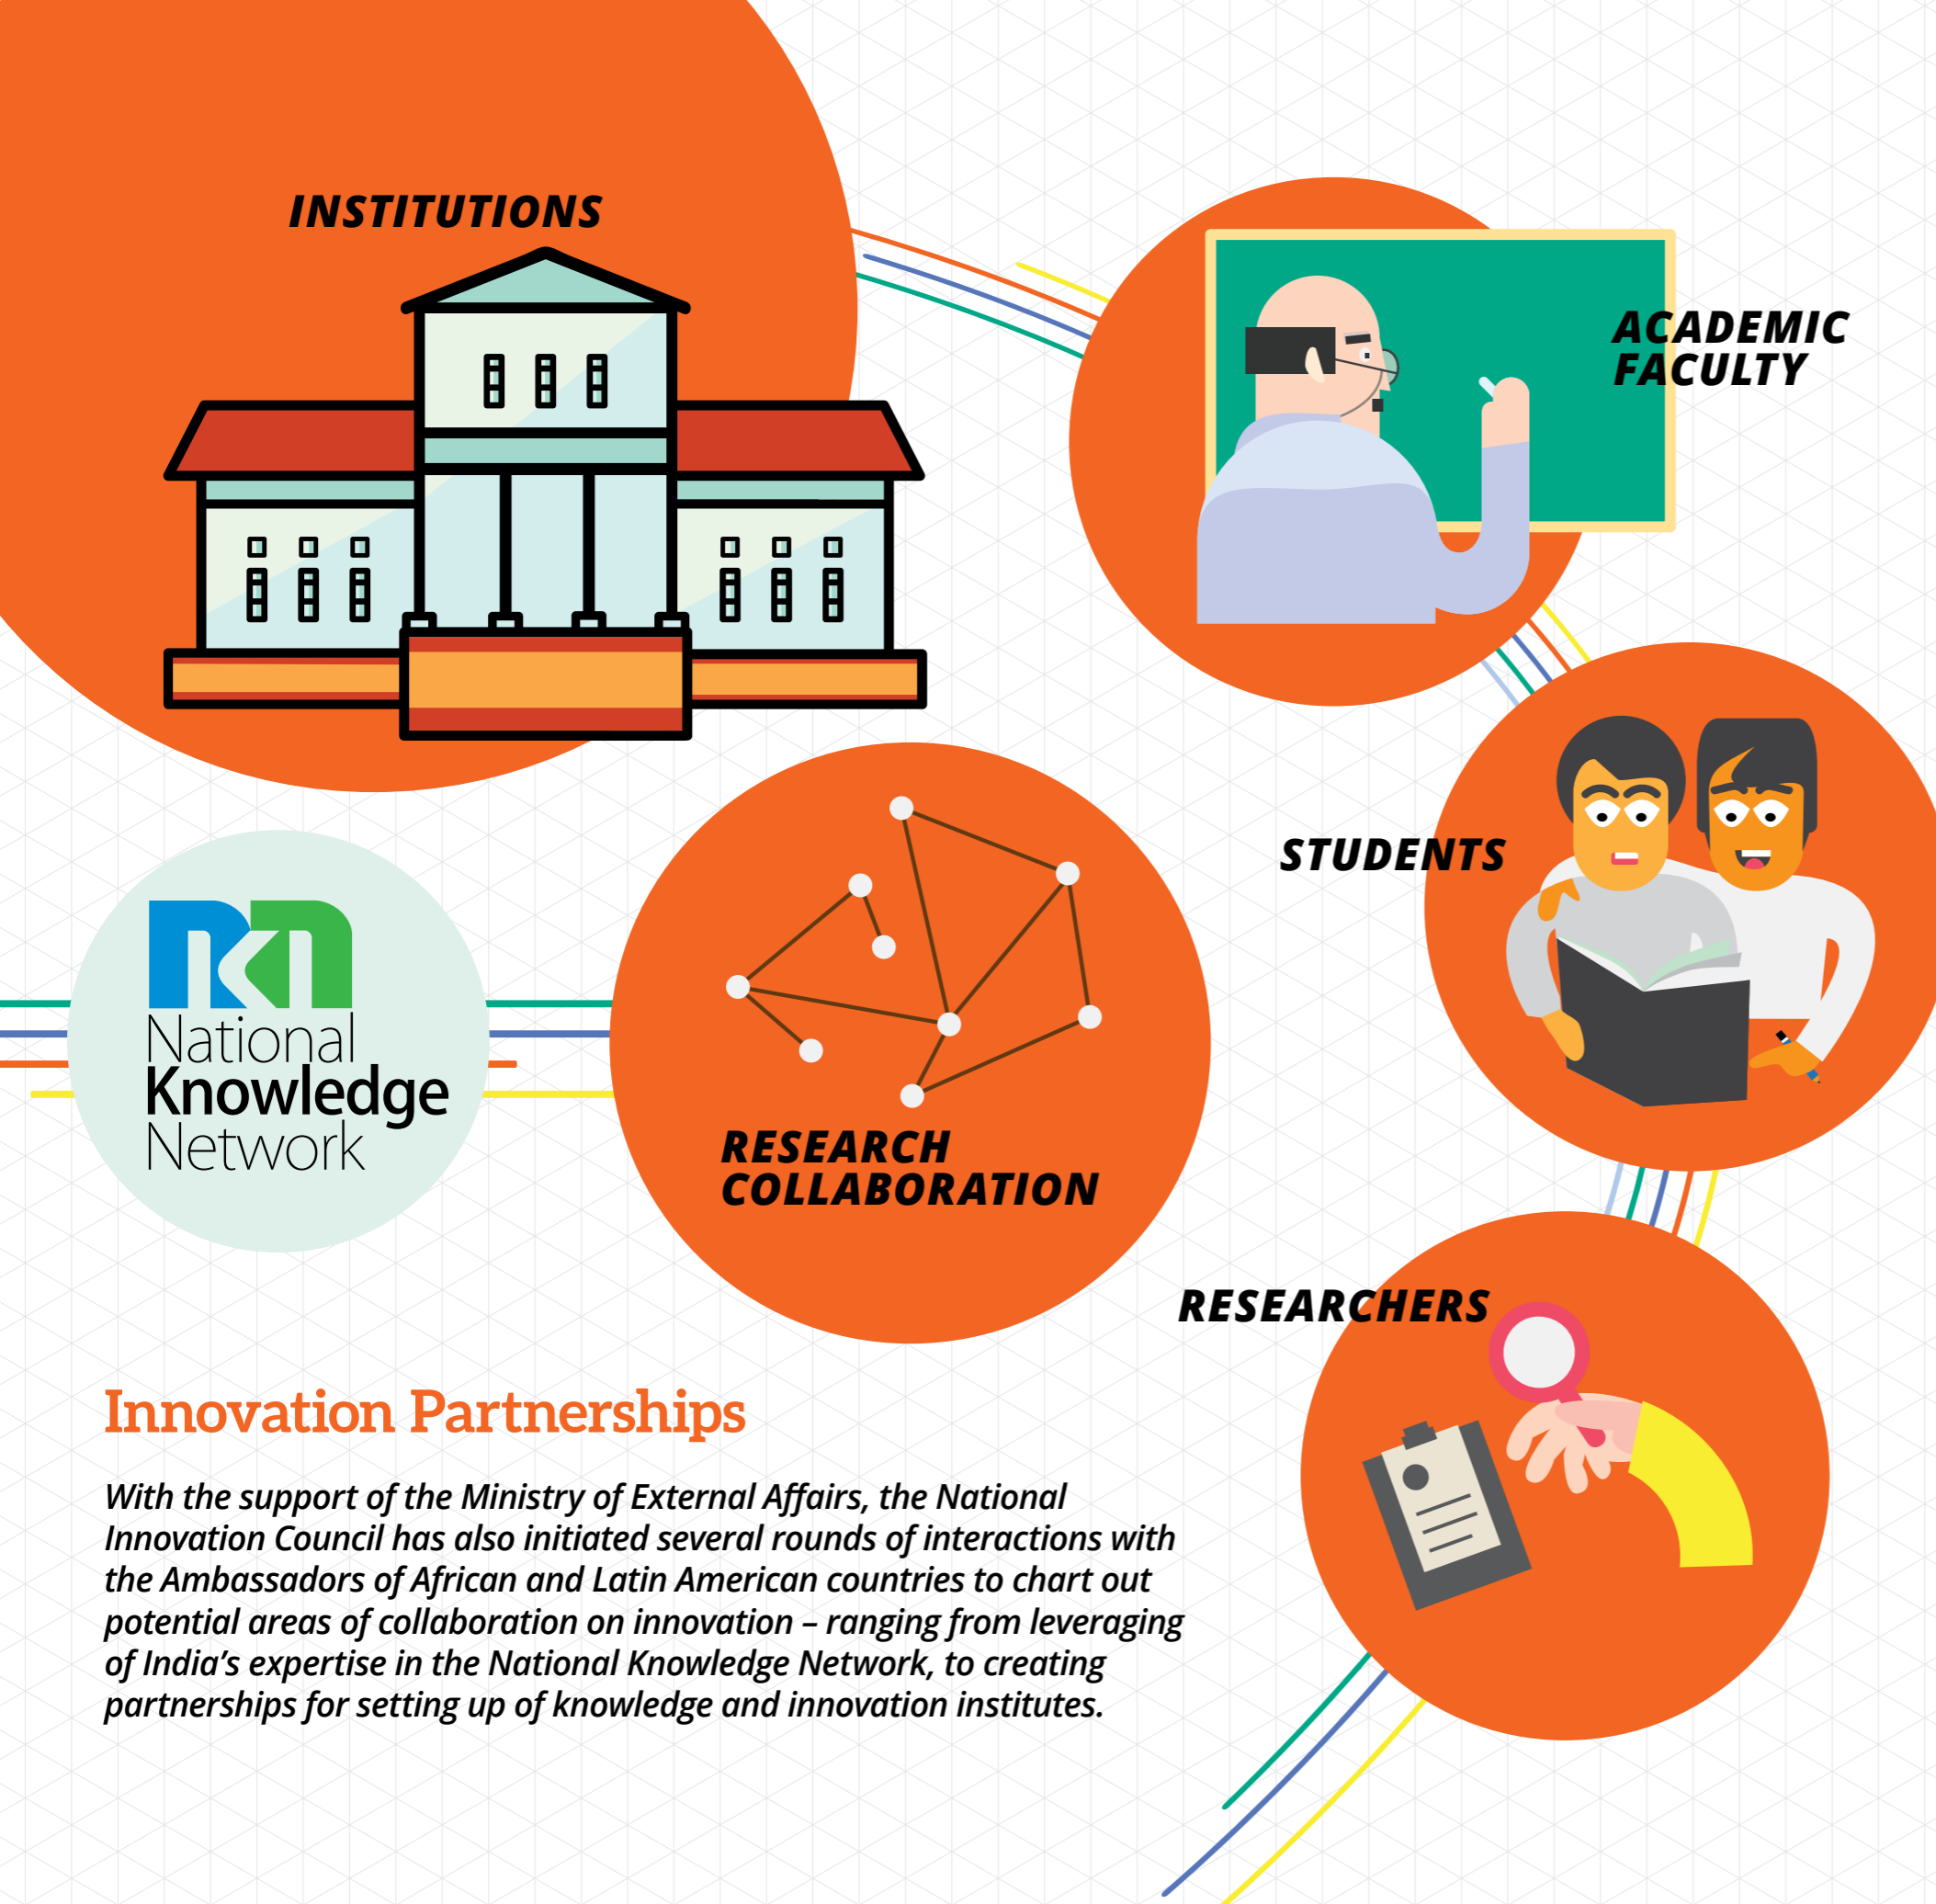 INSTITUTIONS
ACADEMIC
FACULTY
STUDENTS
National
Knowledge
Network
RESEARCH
COLLABORATION
RESEARCHERS
Innovation Partnerships
With the support of the Ministry of External Affairs, the National
Innovation Council has also initiated several rounds of interactions with
the Ambassadors of African and Latin American countries to chart out
potential areas of collaboration on innovation – ranging from leveraging
of India’s expertise in the National Knowledge Network, to creating
partnerships for setting up of knowledge and innovation institutes.